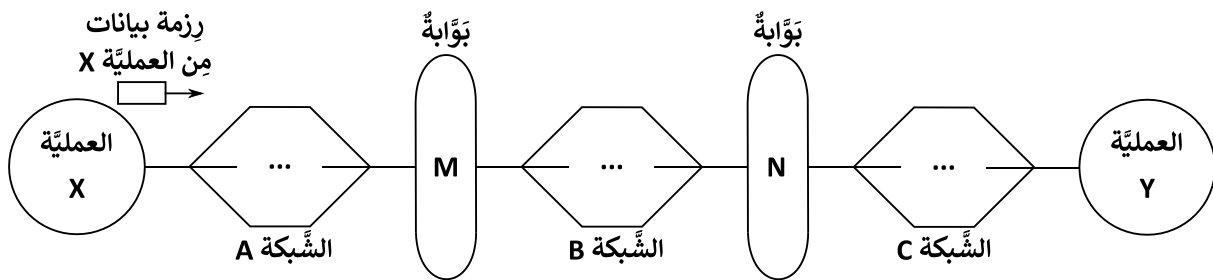 رِزمة بيانات
مِن العمليَّة X
بَوَّابةٌ
بَوَّابةٌ
العمليَّة
X
...
M
...
N
...
العمليَّة
Y
الشَّبكة A
الشَّبكة B
الشَّبكة C